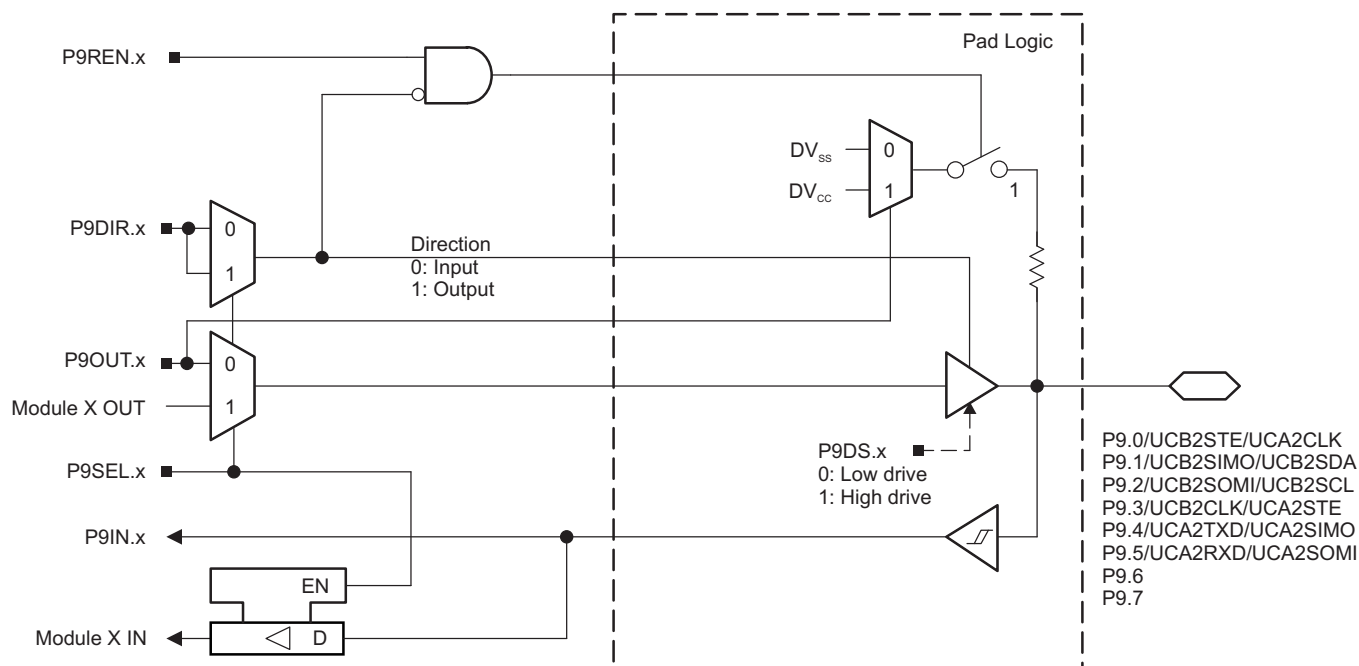 Pad Logic
P9REN.x
DVSS
0
DVCC
1
1
P9DIR.x
0
1
Direction
0: Input
1: Output
P9OUT.x
0
Module X OUT
1
P9SEL.x
P9DS.x
0: Low drive
1: High drive
P9IN.x
EN
Module X IN
D
P9.0/UCB2STE/UCA2CLK
P9.1/UCB2SIMO/UCB2SDA
P9.2/UCB2SOMI/UCB2SCL
P9.3/UCB2CLK/UCA2STE
P9.4/UCA2TXD/UCA2SIMO
P9.5/UCA2RXD/UCA2SOMI
P9.6
P9.7